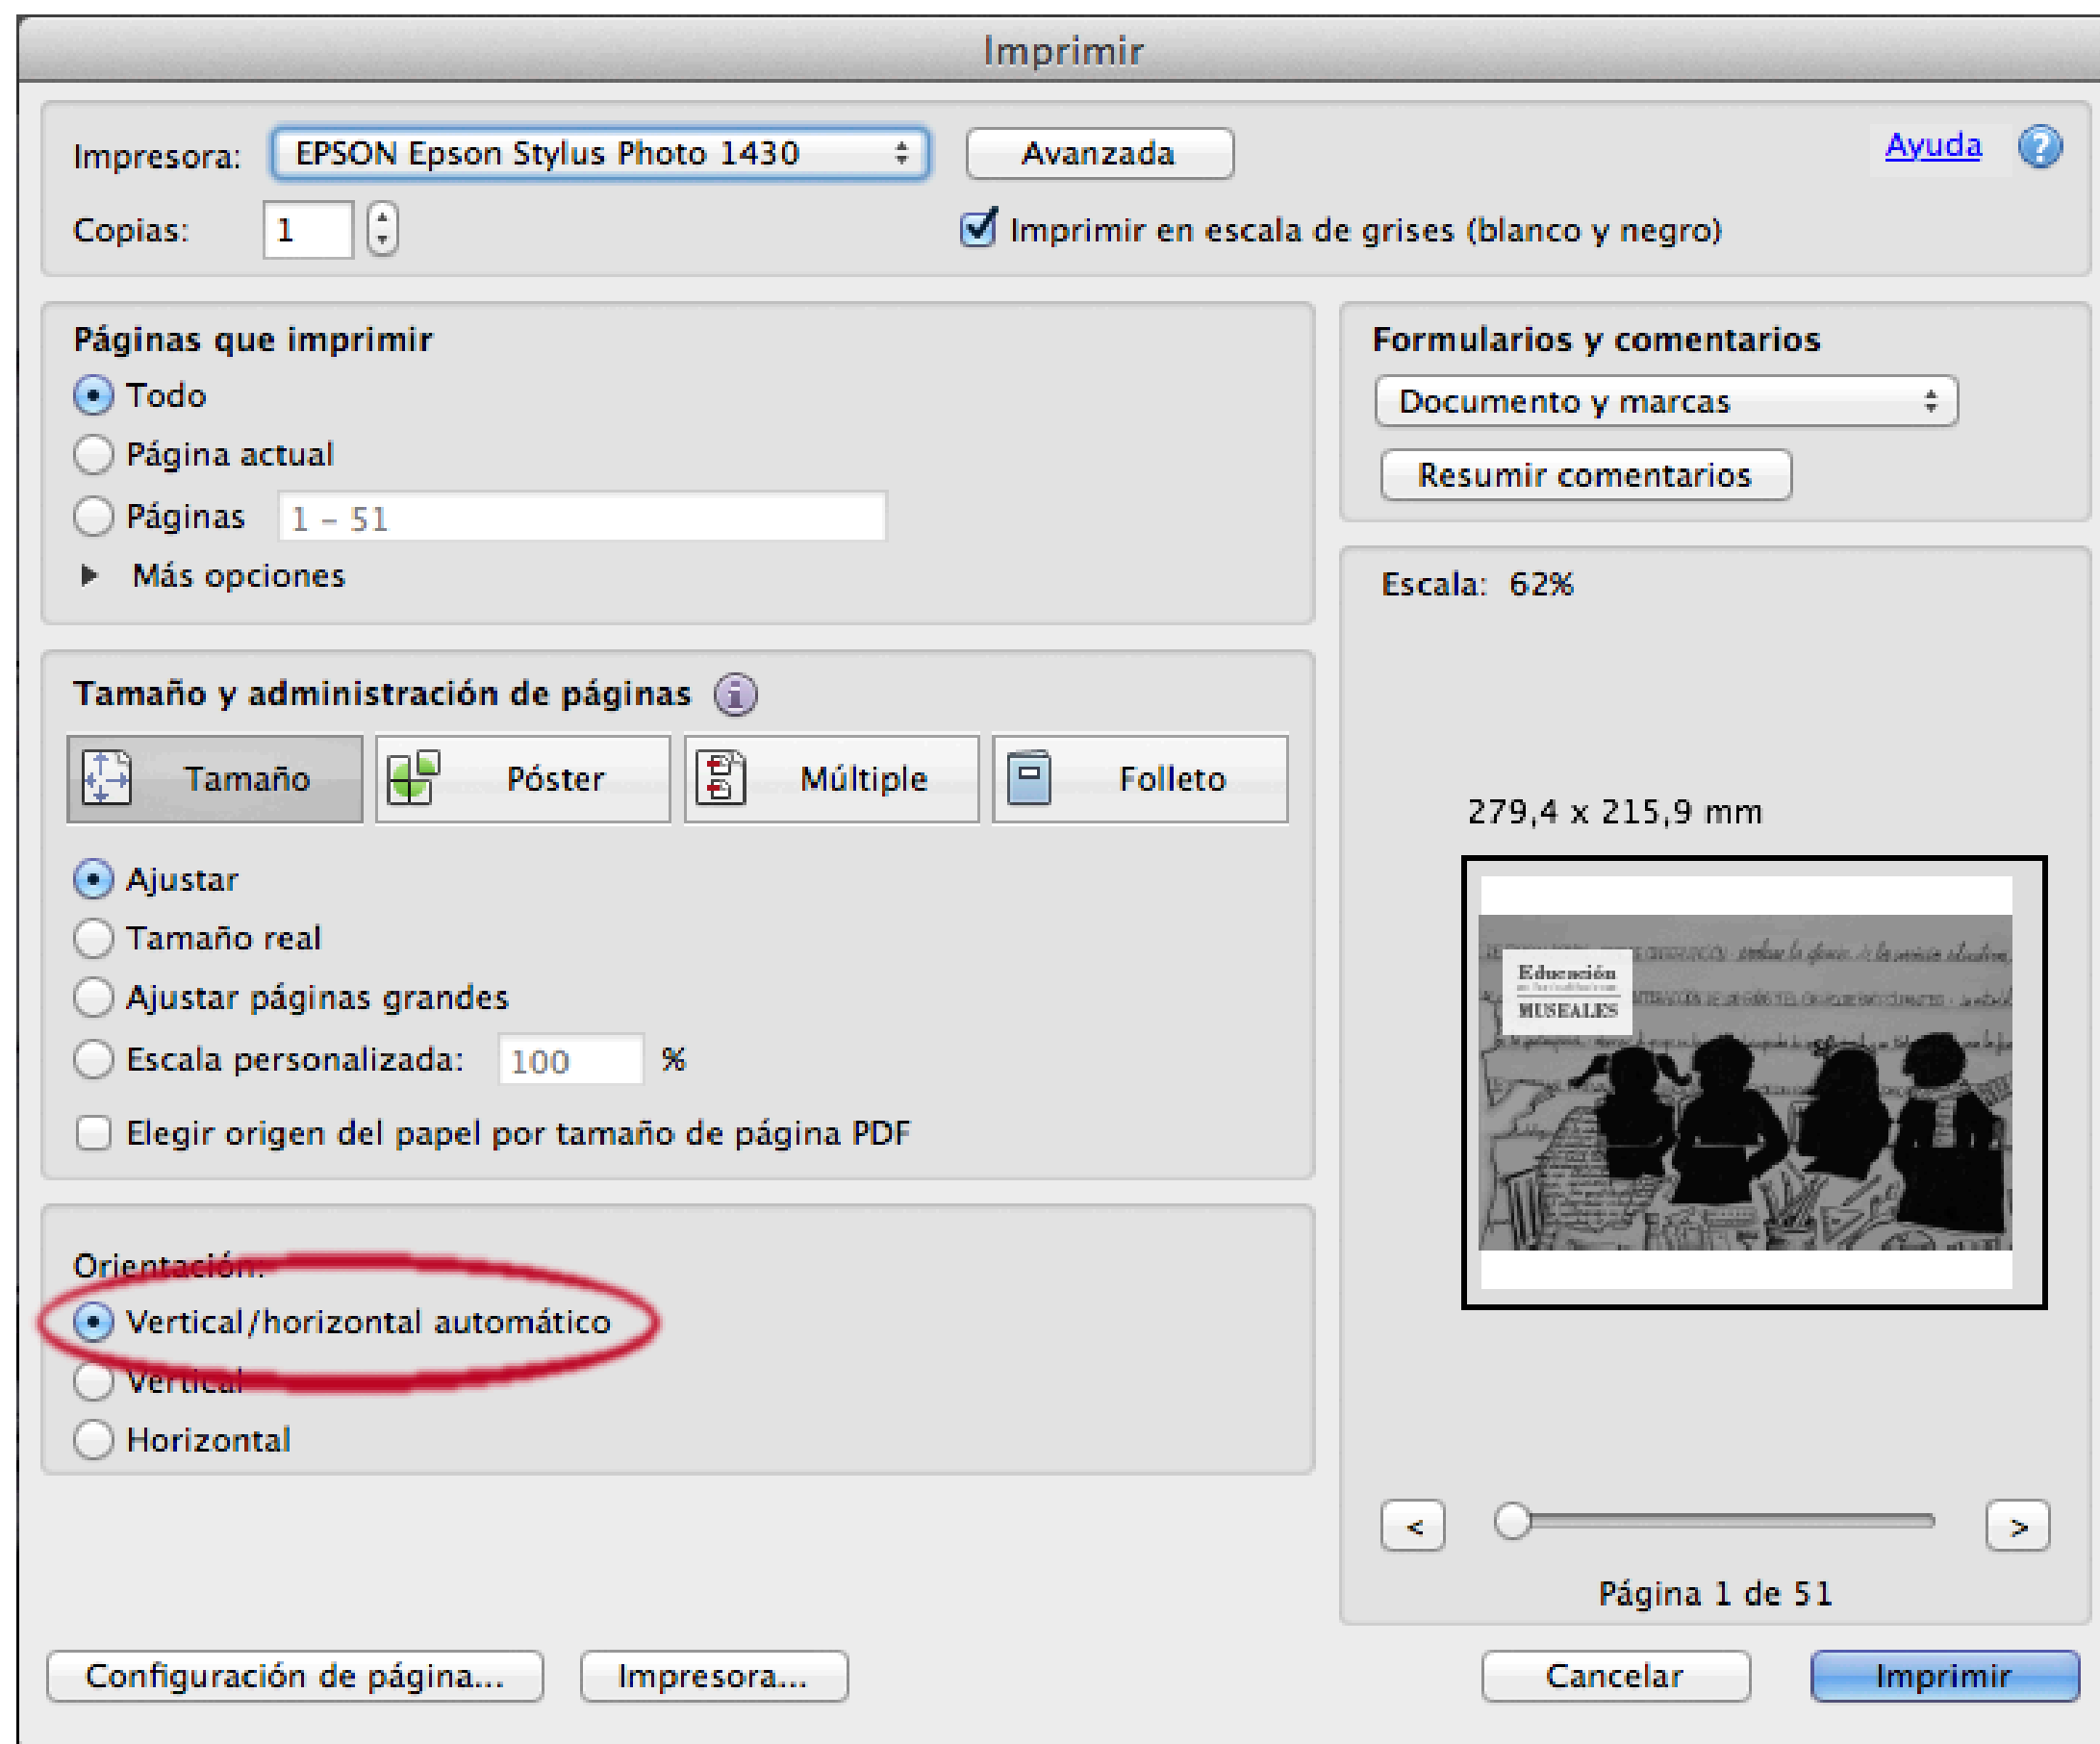 Imprimir
Impresora: EPSON Epson Stylus Photo 1430 Avanzada Ayuda ?
Copias: 1 Imprimir en escala de grises (blanco y negro)
Páginas que imprimir
Todo
Página actual
Páginas 1 – 51
Más opciones
Formularios y comentarios
Documento y marcas
Resumir comentarios
Tamaño y administración de páginas i
Tamaño Póster Múltiple Folleto
Ajustar
Tamaño real
Ajustar páginas grandes
Escala personalizada: 100 %
Elegir origen del papel por tamaño de página PDF
Orientación:
Vertical/horizontal automático
Vertical
Horizontal
Escala: 62%
279,4 x 215,9 mm
Educación
MUSEALES
< >
Página 1 de 51
Configuración de página... Impresora... Cancelar Imprimir